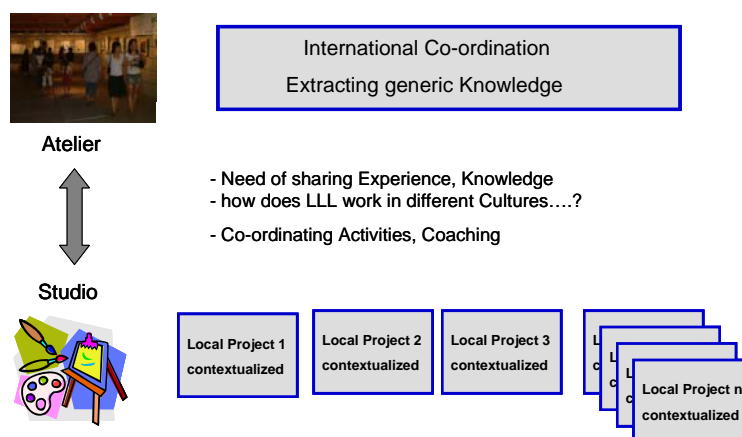 International Co-ordination
Extracting generic Knowledge
Atelier
- Need of sharing Experience, Knowledge
- how does LLL work in different Cultures….?
- Co-ordinating Activities, Coaching
Studio
Local Project 1
contextualized
Local Project 2
contextualized
Local Project 3
contextualized
Local Project n
contextualized